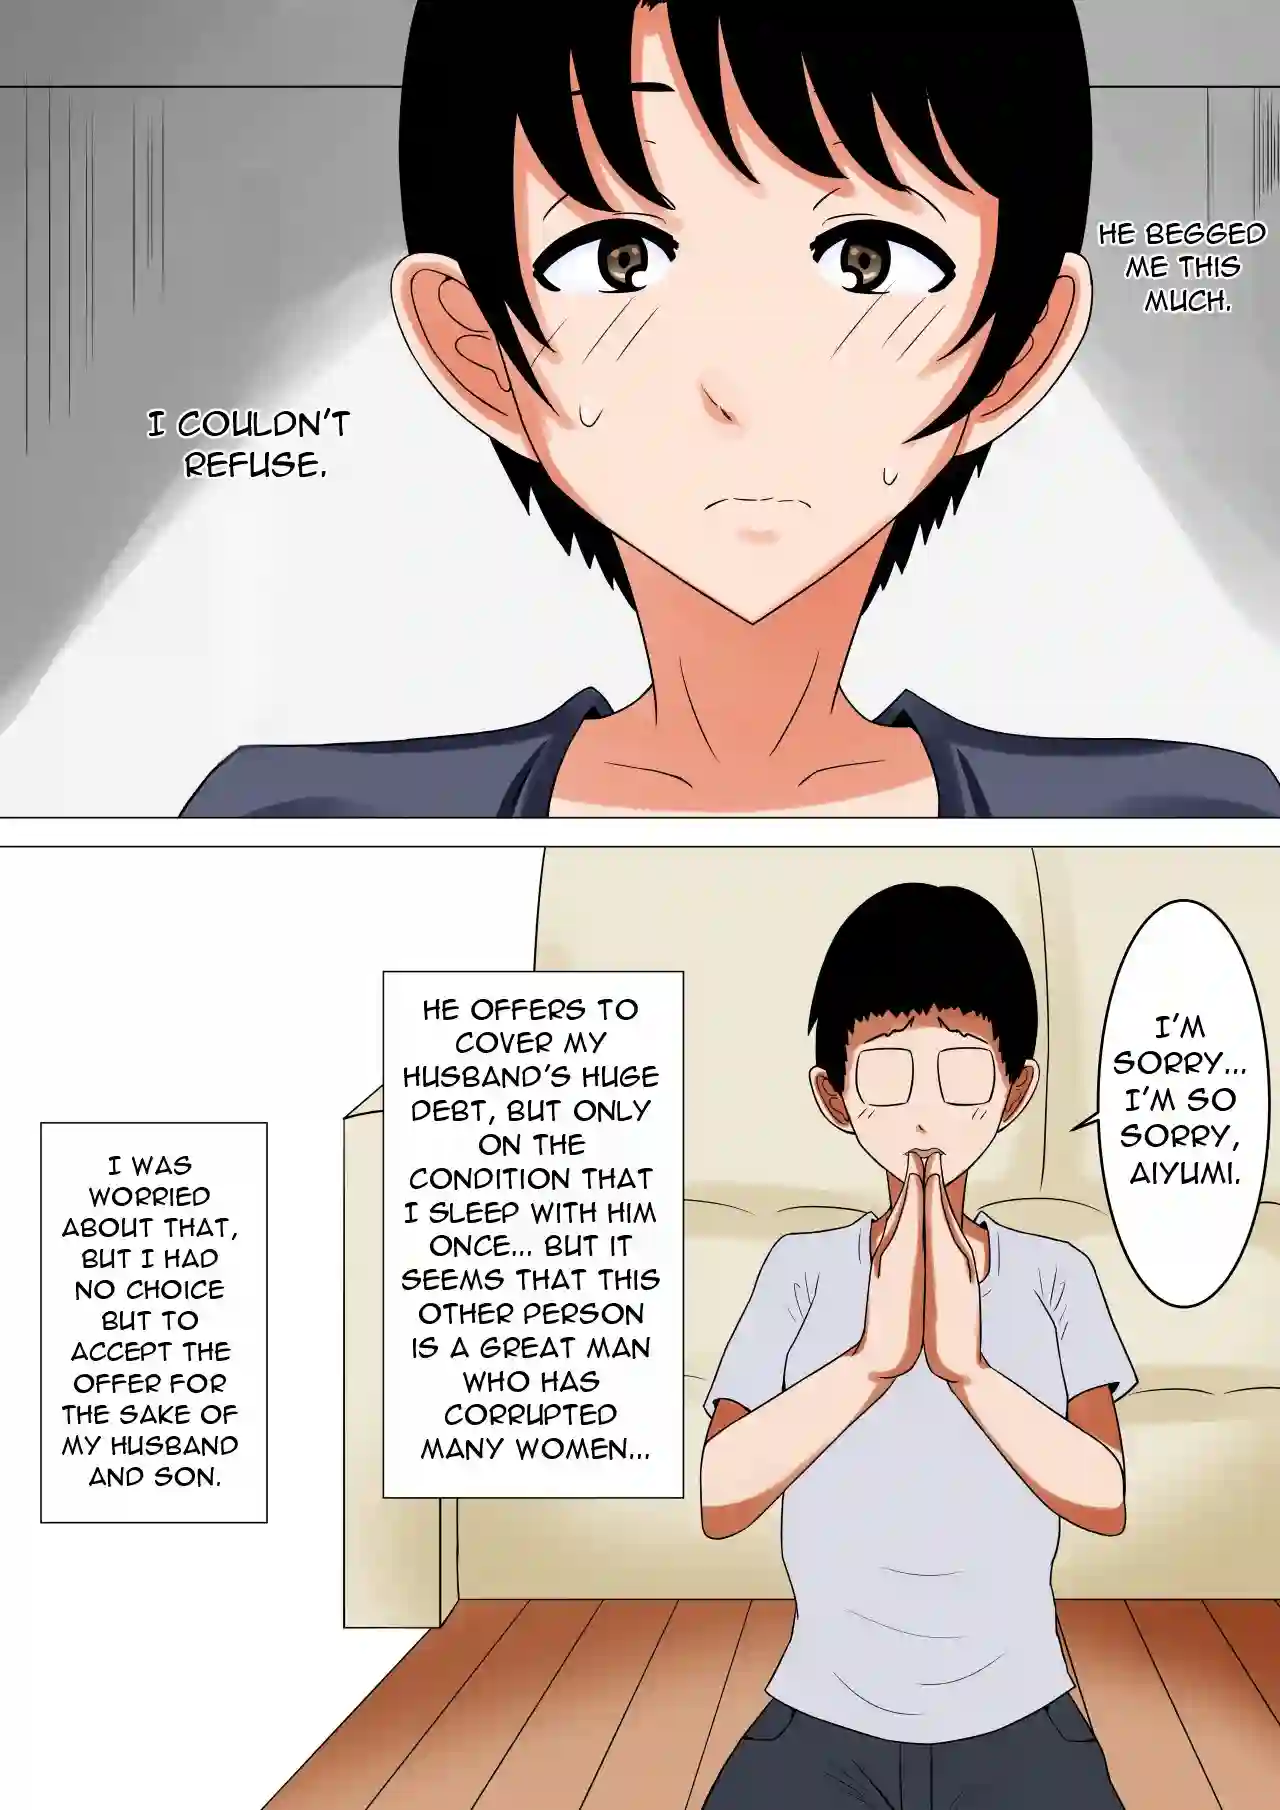 HE BEGGED
ME THIS
MUCH.
I COULDN'T
REFUSE.
I'M
SORRY...
I'M SO
SORRY,
AIYUMI.
HE OFFERS TO
COVER MY
HUSBAND'S HUGE
DEBT, BUT ONLY
ON THE
CONDITION THAT
I SLEEP WITH HIM
ONCE... BUT IT
SEEMS THAT THIS
OTHER PERSON
IS A GREAT MAN
WHO HAS
CORRUPTED
MANY WOMEN...
I WAS
WORRIED
ABOUT THAT,
BUT I HAD
NO CHOICE
BUT TO
ACCEPT THE
OFFER FOR
THE SAKE OF
MY HUSBAND
AND SON.